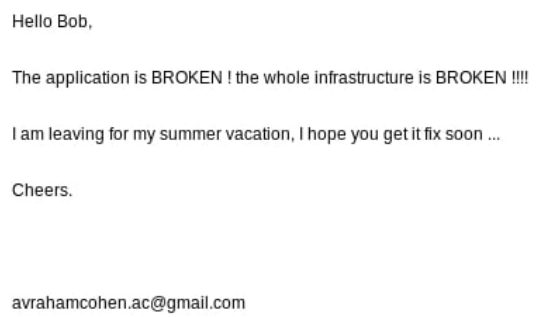 Hello Bob,
The application is BROKEN ! the whole infrastructure is BROKEN !!!!
I am leaving for my summer vacation, I hope you get it fix soon ...
Cheers.
avrahamcohen.ac@gmail.com